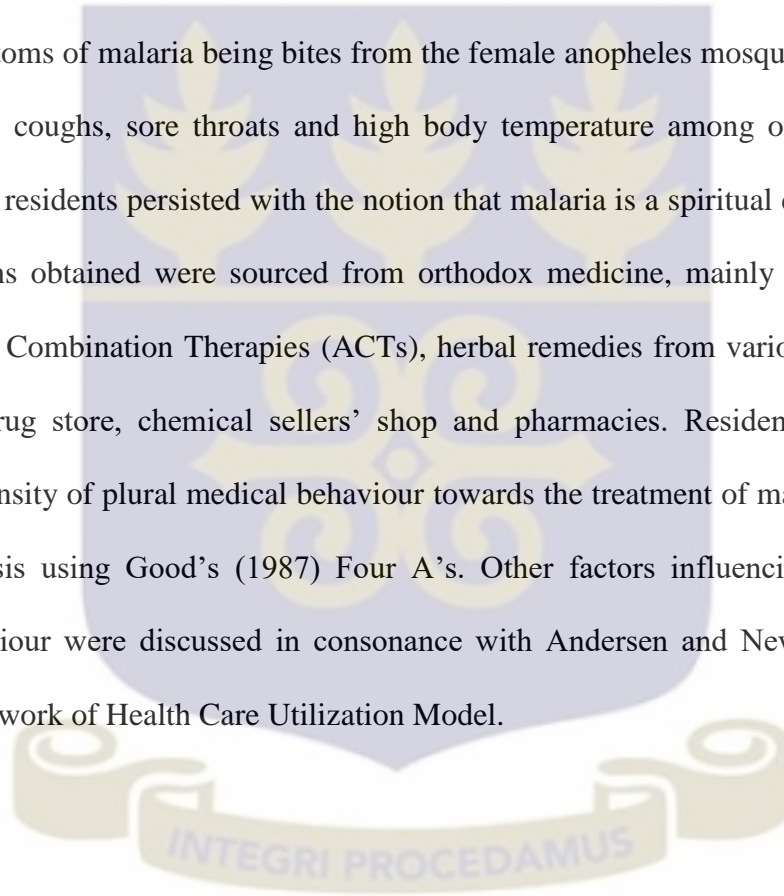 toms of malaria being bites from the female anopheles mosqu
coughs, sore throats and high body temperature among o
residents persisted with the notion that malaria is a spiritual
ns obtained were sourced from orthodox medicine, mainly
Combination Therapies (ACTs), herbal remedies from vario
rug store, chemical sellers’ shop and pharmacies. Residen
nsity of plural medical behaviour towards the treatment of ma
sis using Good’s (1987) Four A’s. Other factors influenci
iour were discussed in consonance with Andersen and New
work of Health Care Utilization Model.
INTEGRI PROCEDAMUS